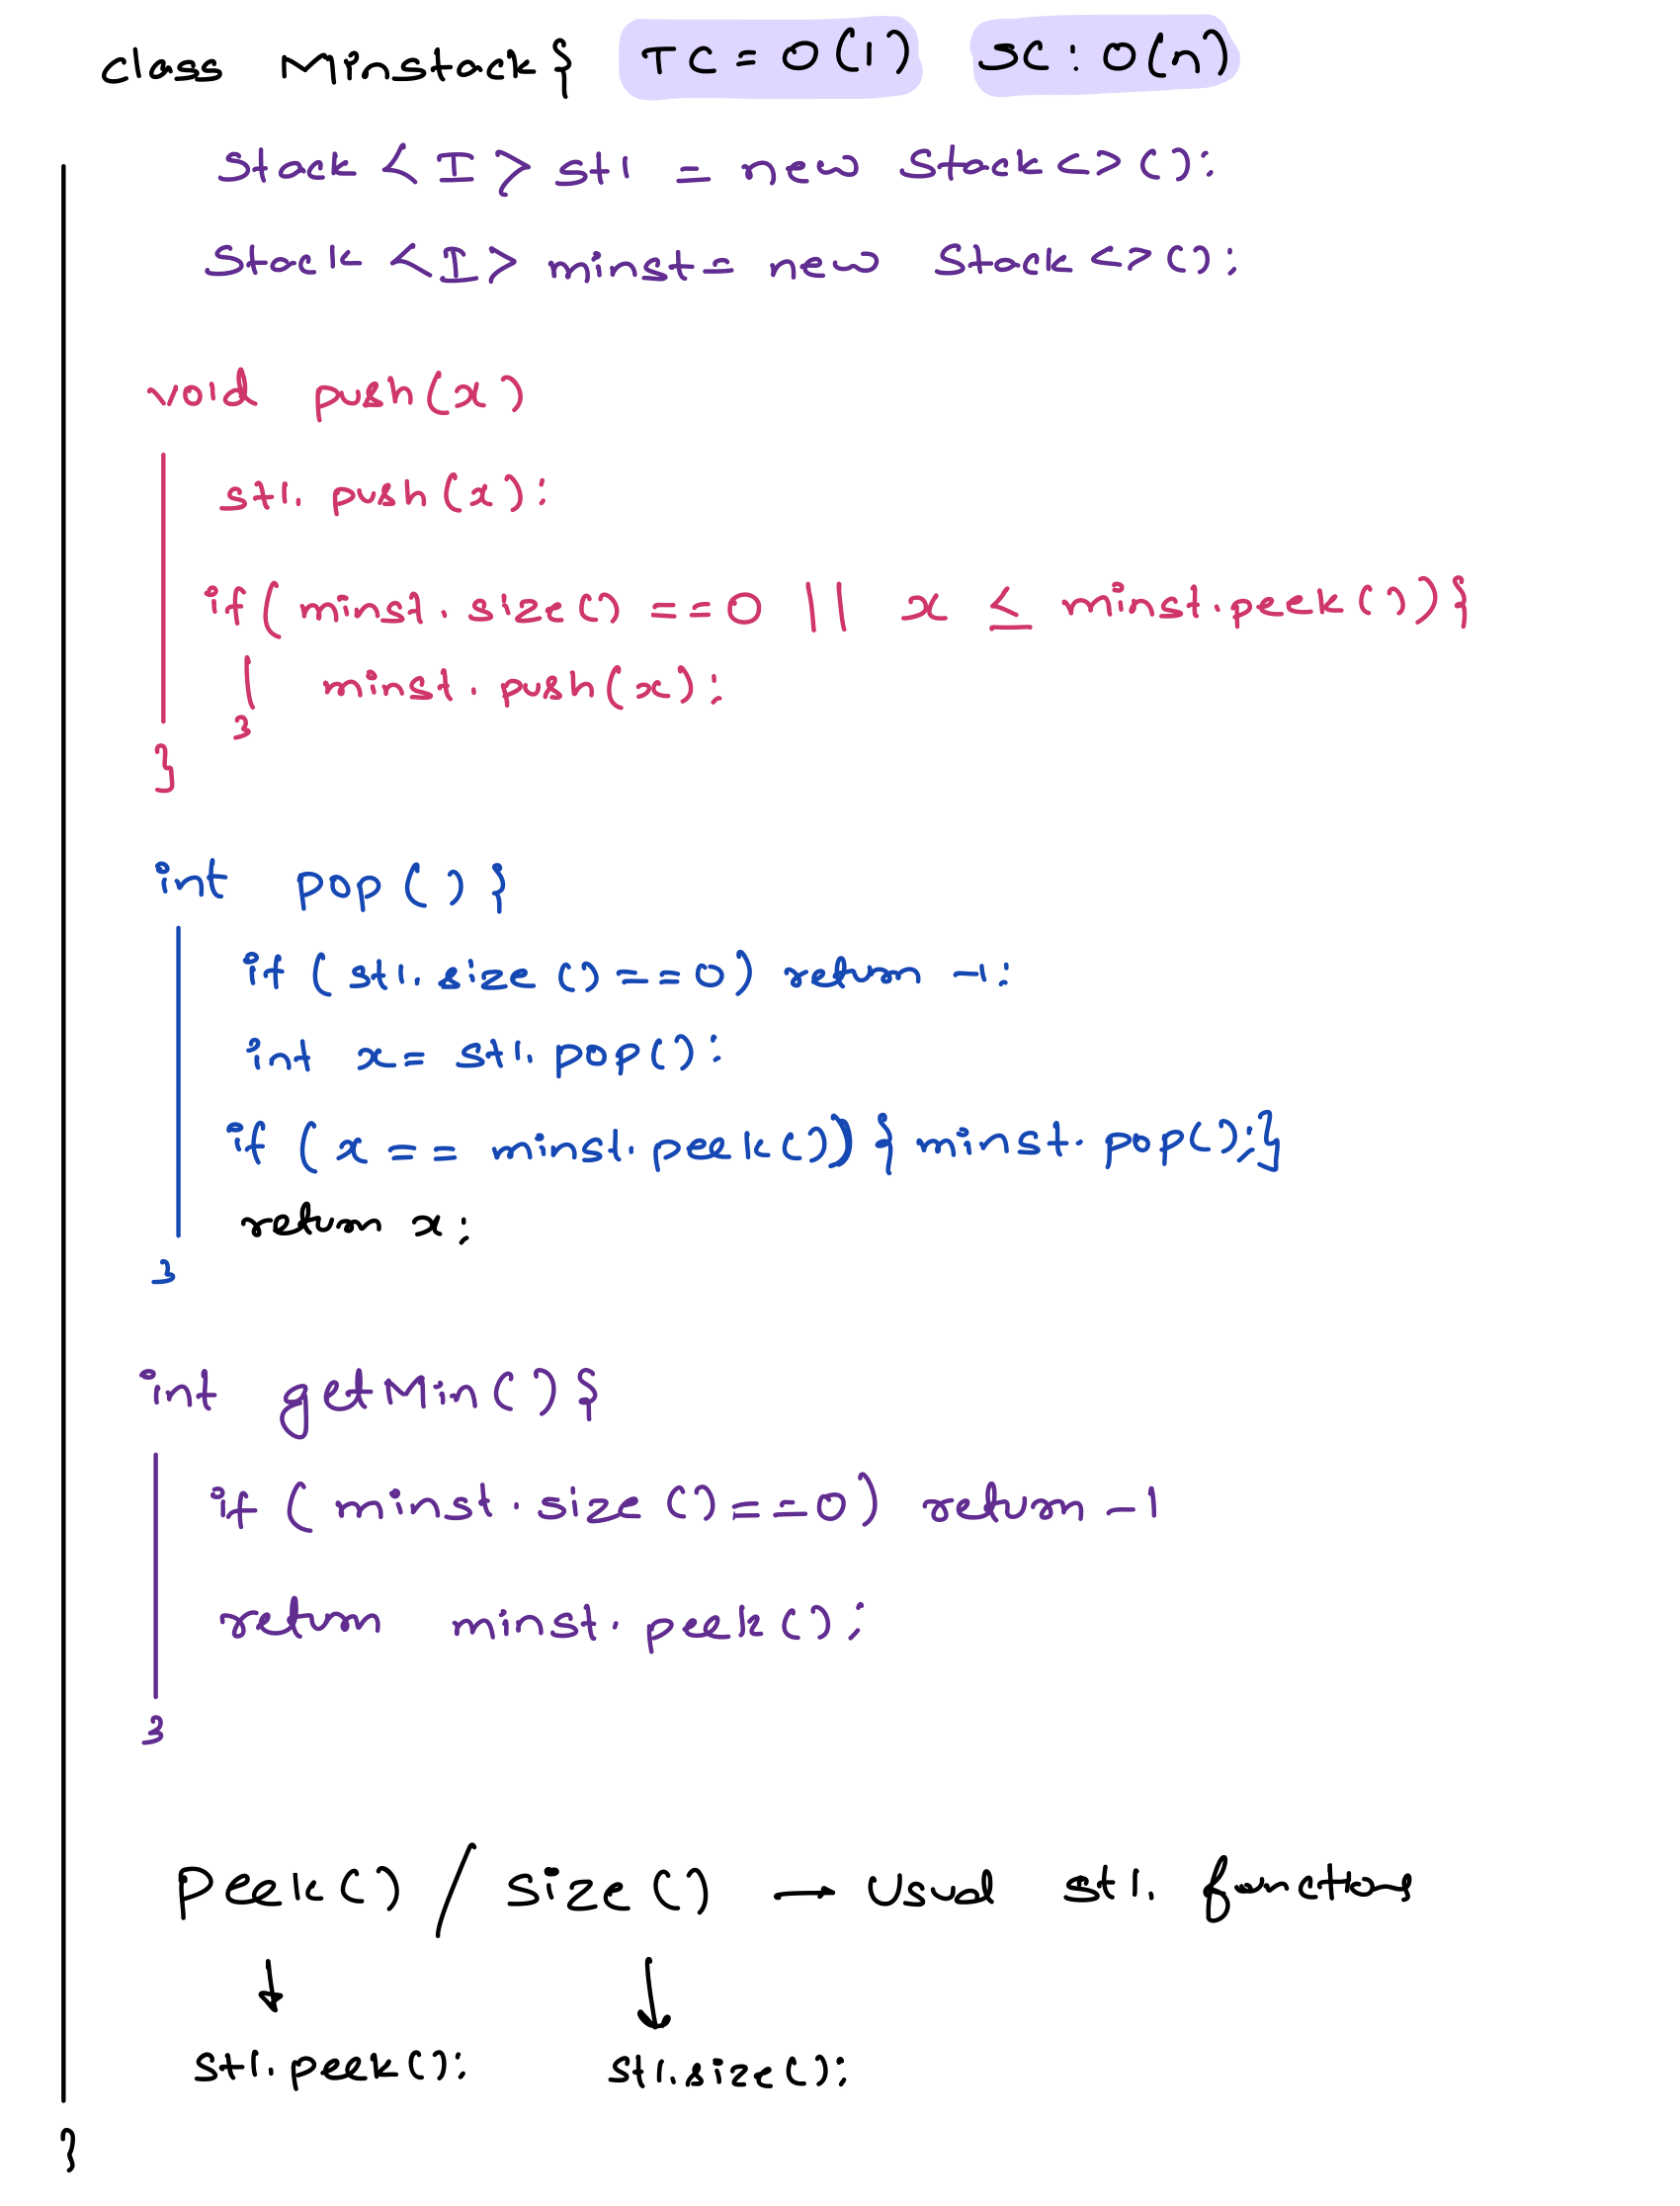 class Minstack{ TC = O(1) SC : O(n)
Stack <I> st1 = new Stack<>();
Stack <I> minst = new Stack<>();
void push(x)
st1.push(x);
if( minst.size() ==0 || x ≤ minst.peek()){
minst.push(x);
}
}
int pop(){
if ( st1.size()==0) return -1;
int x= st1.pop();
if ( x == minst.peek()){ minst.pop();}
return x;
}
int getMin(){
if ( minst.size()==0) return -1
return minst.peek();
}
Peek() / size() → Usual st1. functions
↓ ↓
st1.peek(); st1.size();
}